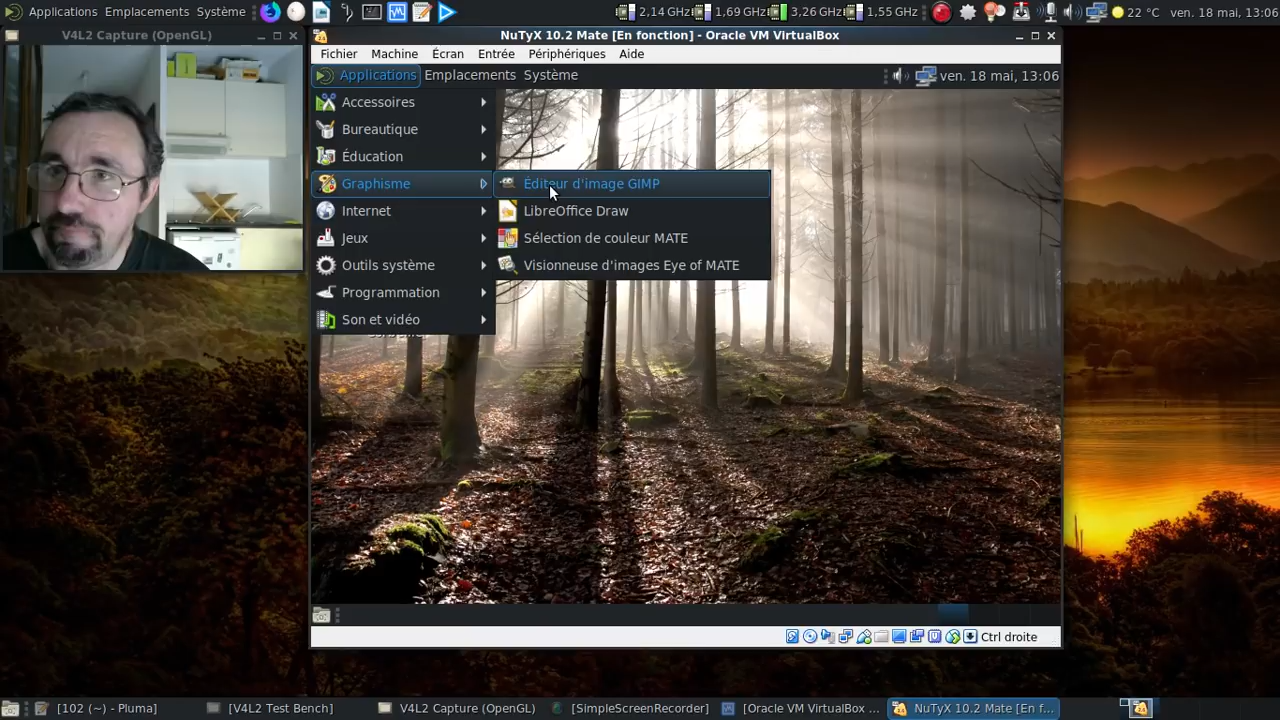 Applications Emplacements Système 2,14 GHz 1,69 GHz 3,26 GHz 1,55 GHz 22 °C ven. 18 mai, 13:06
V4L2 Capture (OpenGL)
NuTyX 10.2 Mate [En fonction] - Oracle VM VirtualBox
Fichier Machine Écran Entrée Périphériques Aide
Applications Emplacements Système ven. 18 mai, 13:06
Accessoires
Bureautique
Éducation
Graphisme
Internet
Jeux
Outils système
Programmation
Son et vidéo
Éditeur d'image GIMP
LibreOffice Draw
Sélection de couleur MATE
Visionneuse d'images Eye of MATE
Ctrl droite
[102 (~) - Pluma] [V4L2 Test Bench] V4L2 Capture (OpenGL) [SimpleScreenRecorder] [Oracle VM VirtualBox ... NuTyX 10.2 Mate [En f...